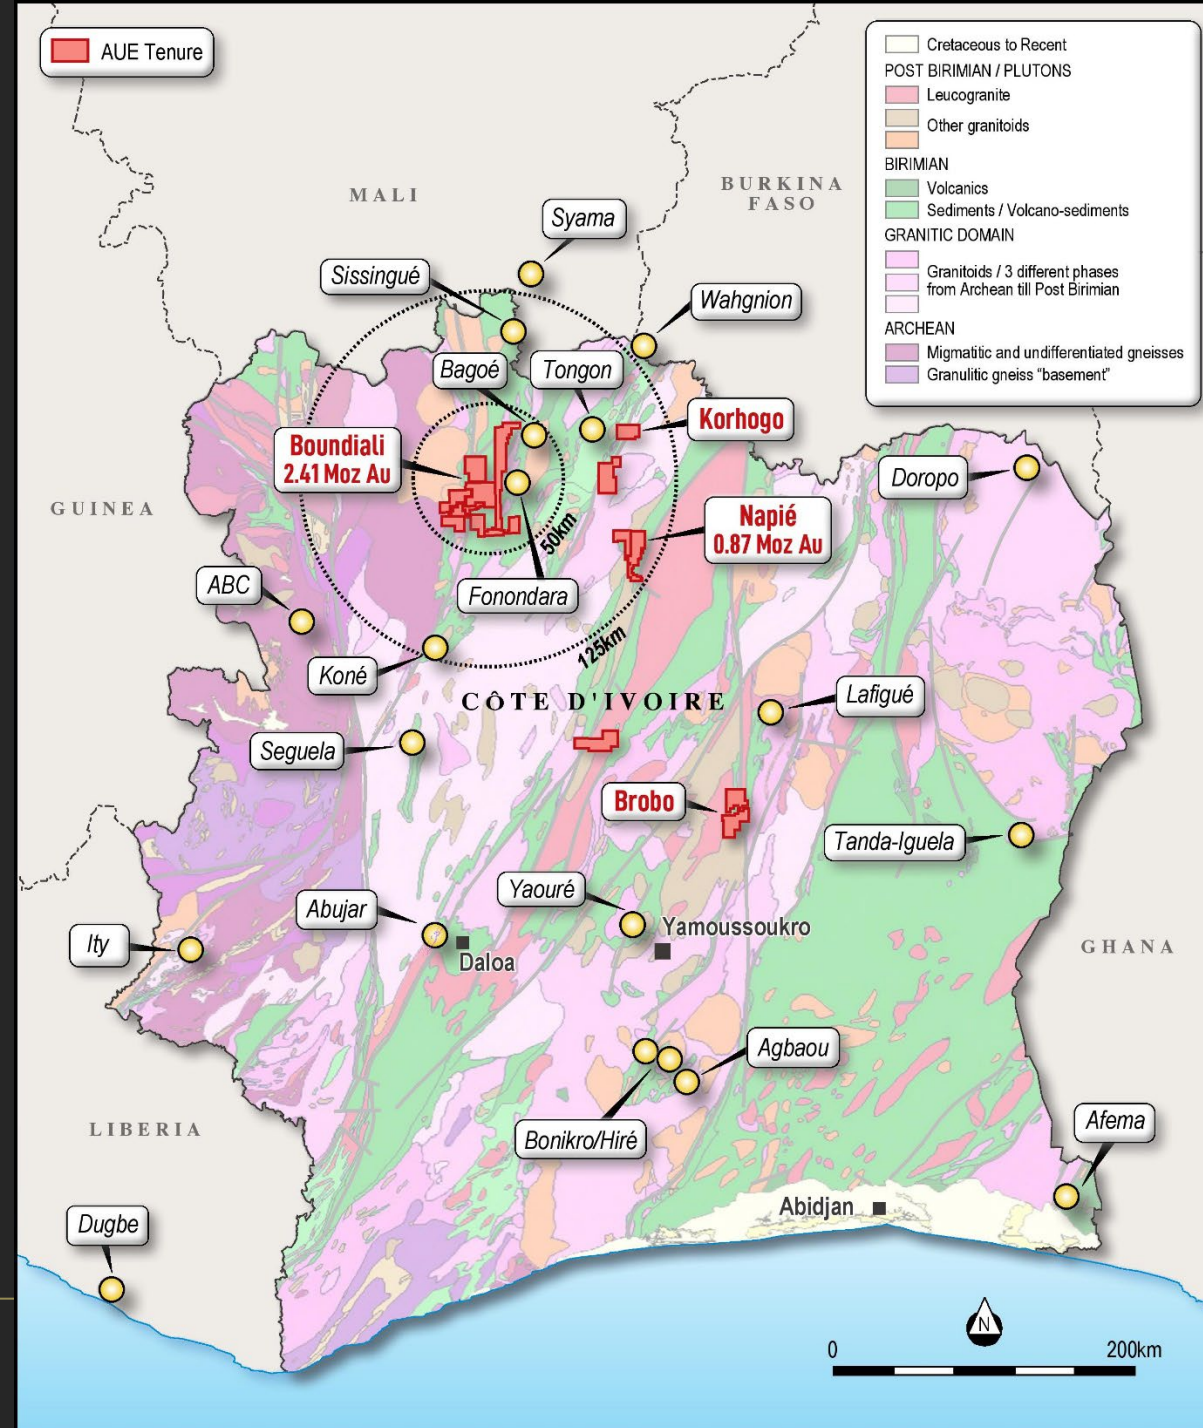 AUE Tenure
Cretaceous to Recent
POST BIRIMIAN / PLUTONS
Leucogranite
Other granitoids
BIRIMIAN
Volcanics
Sediments / Volcano-sediments
GRANITIC DOMAIN
Granitoids / 3 different phases
from Archean till Post Birimian
ARCHEAN
Migmatitic and undifferentiated gneisses
Granulitic gneiss "basement"
MALI
BURKINA
FASO
Syama
Sissingué
Wahgnion
Bagoé
Tongon
Korhogo
Boundiali
2.41 Moz Au
Doropo
GUINEA
Napié
0.87 Moz Au
50km
ABC
Fonondara
125km
Koné
CÔTE D'IVOIRE
Lafigué
Seguela
Brobo
Tanda-Iguela
Yaouré
Abujar
Yamoussoukro
Ity
Daloa
GHANA
Agbaou
LIBERIA
Bonikro/Hiré
Afema
Abidjan
Dugbe
N
0
200km